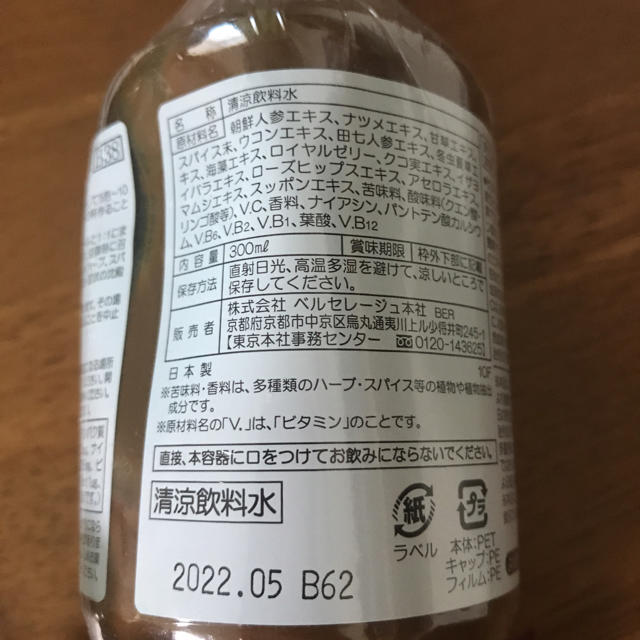 名 称 清涼飲料水
原材料名 朝鮮人参エキス、ナツメエキス、甘草エキス、
スパイス末、ウコンエキス、田七人参エキス、冬虫夏草エ
キス、海藻エキス、ロイヤルゼリー、クコ実エキス、イザヨ
イバラエキス、ローズヒップスエキス、アセロラエキス、
マムシエキス、スッポンエキス、苦味料、酸味料(クエン酸・
リンゴ酸等)、V.C、香料、ナイアシン、パントテン酸カルシウ
ム、V.B6、V.B2、V.B1、葉酸、V.B12
内容量 300ml 賞味期限 枠外下部に記載
保存方法 直射日光、高温多湿を避けて、涼しいところで
保存してください。
販売者 株式会社 ベルセレージュ本社 BER
京都府京都市中京区烏丸通夷川上ル少将井町245-1
【東京本社事務センター ☎0120-143625】
日本製 10F
※苦味料・香料は、多種類のハーブ・スパイス等の植物や植物抽出
成分です。
※原材料名の「V.」は、「ビタミン」のことです。
直接、本容器に口をつけてお飲みにならないでください。
清涼飲料水
紙
ラベル
プラ
本体:PET
キャップ:PE
フィルム:PE
2022.05 B62